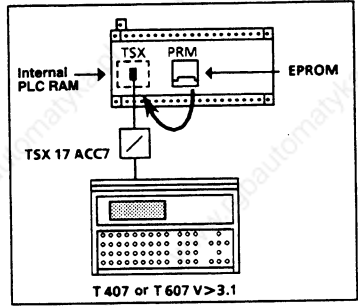 TSX PRM
Internal
PLC RAM
EPROM
TSX 17 ACC7
T 407 or T 607 V>3.1